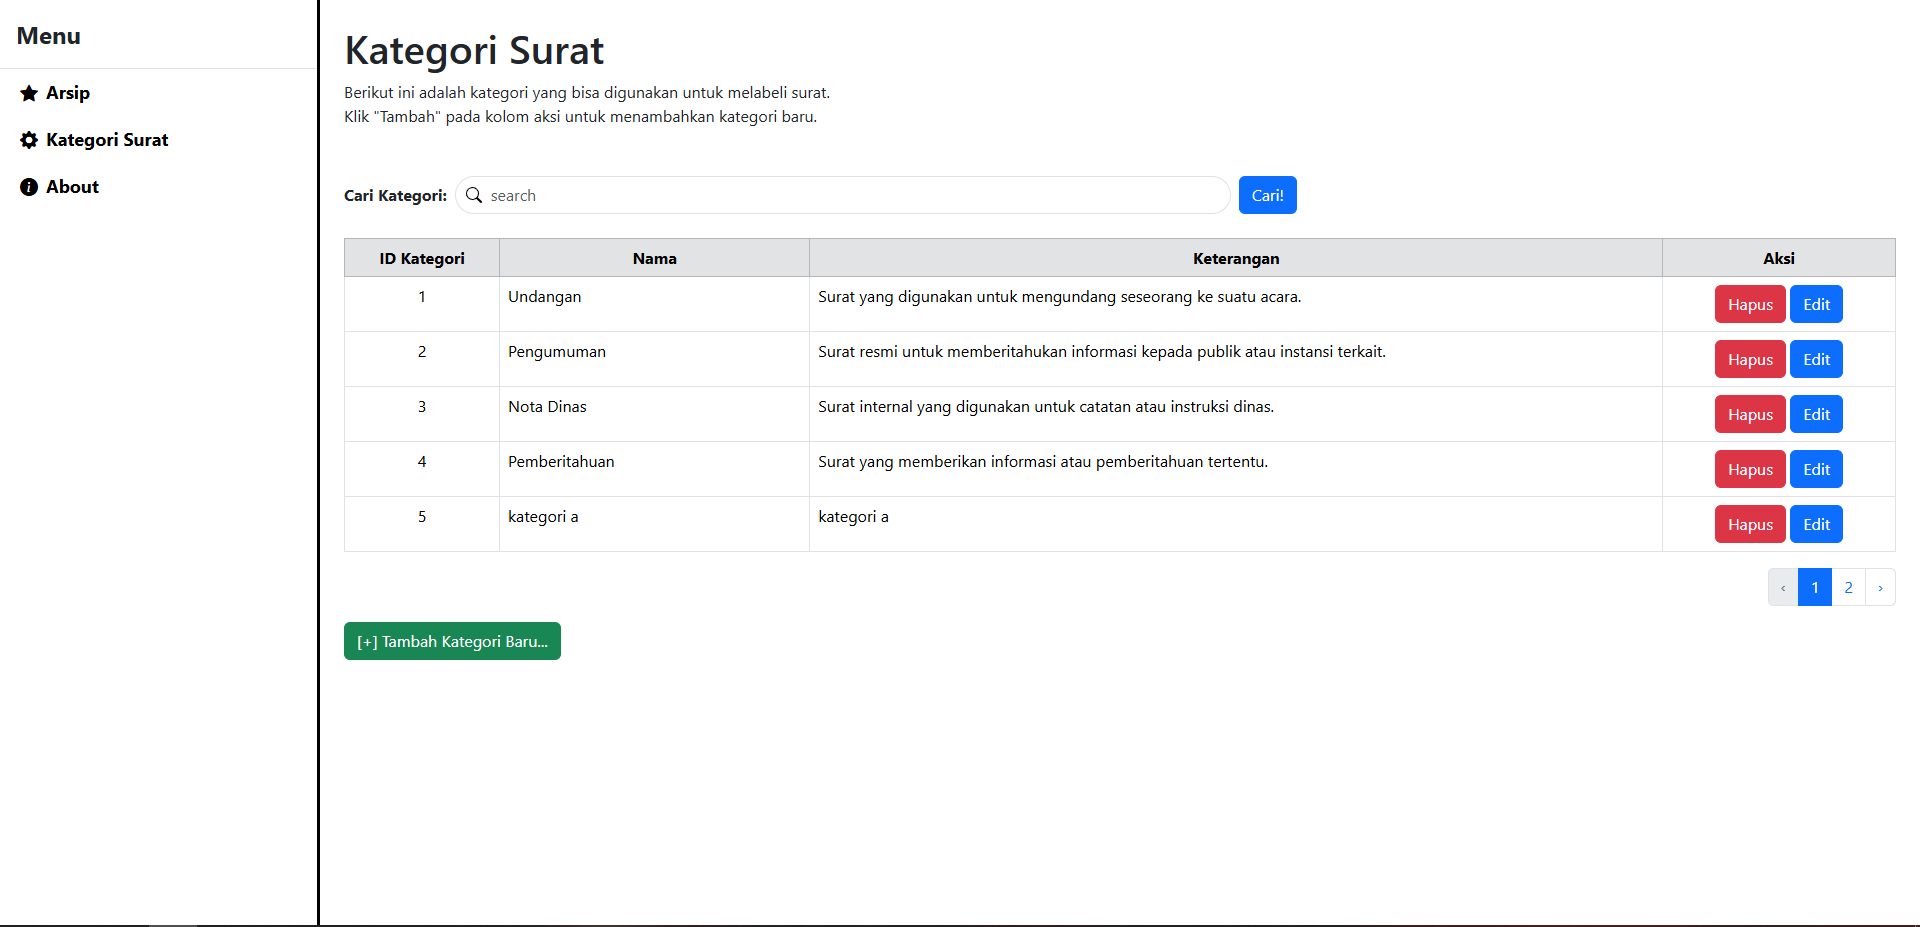 Menu
Arsip
Kategori Surat
About
Kategori Surat
Berikut ini adalah kategori yang bisa digunakan untuk melabeli surat.
Klik "Tambah" pada kolom aksi untuk menambahkan kategori baru.
Cari Kategori: search Cari!
ID Kategori Nama Keterangan Aksi
1 Undangan Surat yang digunakan untuk mengundang seseorang ke suatu acara. Hapus Edit
2 Pengumuman Surat resmi untuk memberitahukan informasi kepada publik atau instansi terkait. Hapus Edit
3 Nota Dinas Surat internal yang digunakan untuk catatan atau instruksi dinas. Hapus Edit
4 Pemberitahuan Surat yang memberikan informasi atau pemberitahuan tertentu. Hapus Edit
5 kategori a kategori a Hapus Edit
‹ 1 2 ›
[+] Tambah Kategori Baru...